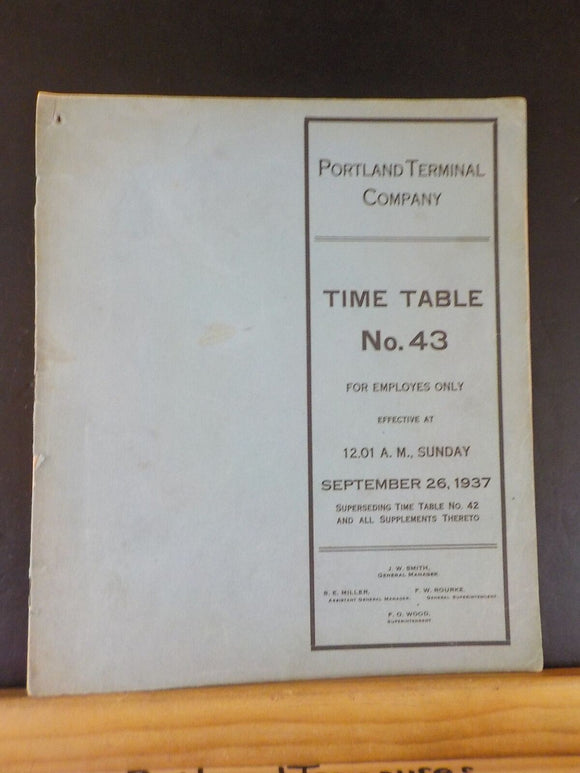 PORTLAND TERMINAL
COMPANY
TIME TABLE
No. 43
FOR EMPLOYES ONLY
EFFECTIVE AT
12.01 A. M., SUNDAY
SEPTEMBER 26, 1937
SUPERSEDING TIME TABLE NO. 42
AND ALL SUPPLEMENTS THERETO
J. W. SMITH,
GENERAL MANAGER
MILLER, F. W. ROURKE,
ASSISTANT GENERAL MANAGER. GENERAL SUPERINTENDENT
F. O. WOOD,
SUPERINTENDENT